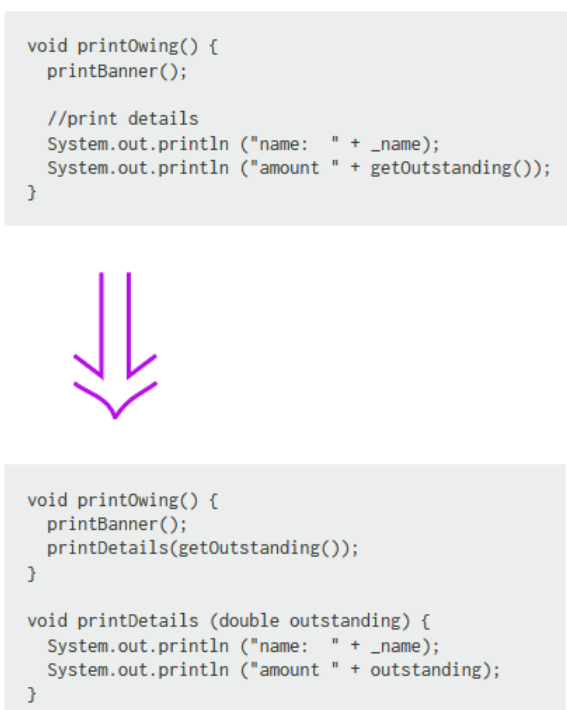 void printOwing() {
  printBanner();

  //print details
  System.out.println ("name:  " + _name);
  System.out.println ("amount " + getOutstanding());
}

void printOwing() {
  printBanner();
  printDetails(getOutstanding());
}

void printDetails (double outstanding) {
  System.out.println ("name:  " + _name);
  System.out.println ("amount " + outstanding);
}